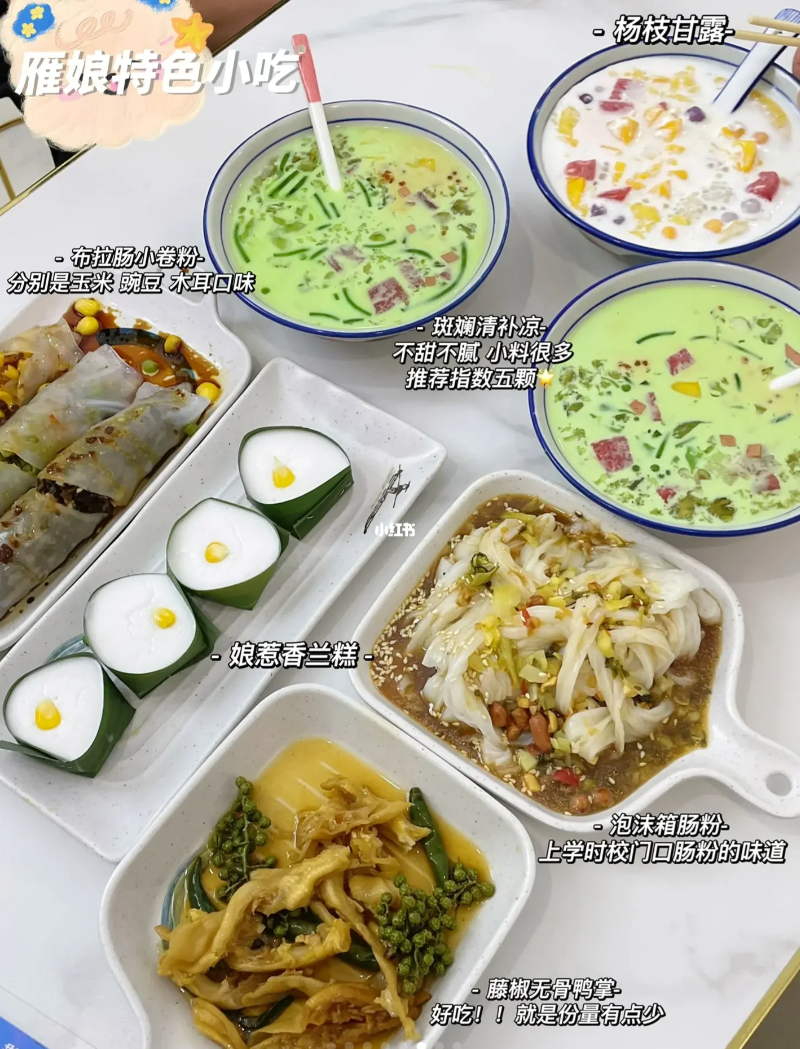 雁娘特色小吃
- 杨枝甘露-
- 布拉肠小卷粉-
分别是玉米 豌豆 木耳口味
- 斑斓清补凉-
不甜不腻 小料很多
推荐指数五颗
小红书
- 娘惹香兰糕 -
- 泡沫箱肠粉-
上学时校门口肠粉的味道
- 藤椒无骨鸭掌-
好吃！！就是份量有点少